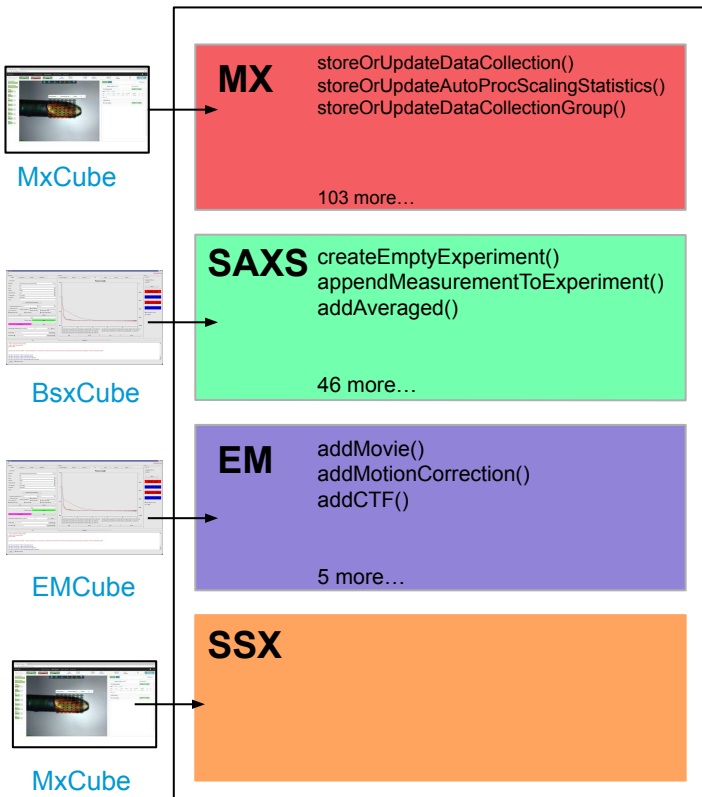 MX
storeOrUpdateDataCollection()
storeOrUpdateAutoProcScalingStatistics()
storeOrUpdateDataCollectionGroup()
103 more…
MxCube
SAXS
createEmptyExperiment()
appendMeasurementToExperiment()
addAveraged()
46 more…
BsxCube
EM
addMovie()
addMotionCorrection()
addCTF()
5 more…
EMCube
SSX
MxCube